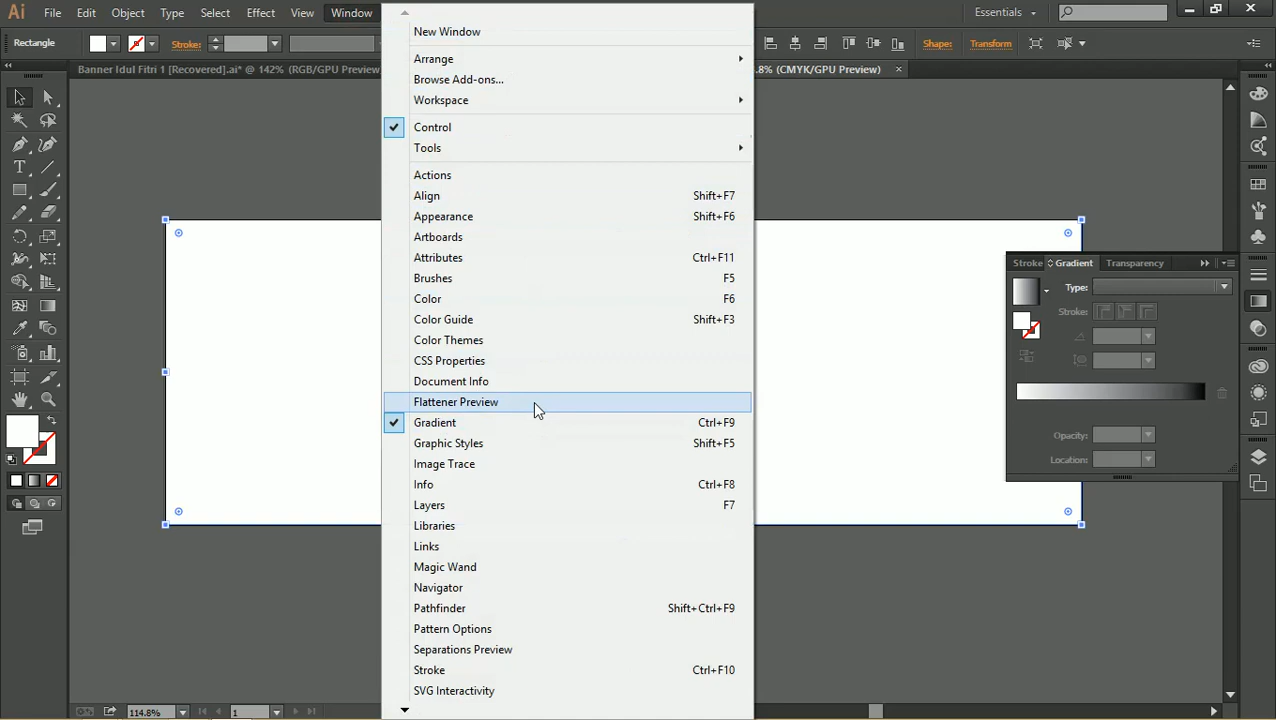 Ai File Edit Object Type Select Effect View Window Essentials
Rectangle Stroke: Shape: Transform
Banner Idul Fitri 1 [Recovered].ai* @ 142% (RGB/GPU Preview .8% (CMYK/GPU Preview)
New Window
Arrange
Browse Add-ons...
Workspace
Control
Tools
Actions
Align Shift+F7
Appearance Shift+F6
Artboards
Attributes Ctrl+F11
Brushes F5
Color F6
Color Guide Shift+F3
Color Themes
CSS Properties
Document Info
Flattener Preview
Gradient Ctrl+F9
Graphic Styles Shift+F5
Image Trace
Info Ctrl+F8
Layers F7
Libraries
Links
Magic Wand
Navigator
Pathfinder Shift+Ctrl+F9
Pattern Options
Separations Preview
Stroke Ctrl+F10
SVG Interactivity
Stroke Gradient Transparency
Type:
Stroke:
Opacity:
Location:
114.8% 1